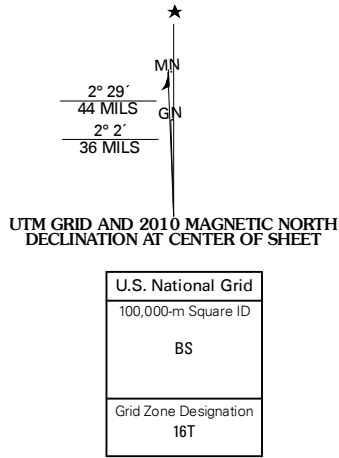 MN
2° 29´
44 MILS
GN
2° 2´
36 MILS
UTM GRID AND 2010 MAGNETIC NORTH
DECLINATION AT CENTER OF SHEET
U.S. National Grid
100,000-m Square ID
BS
Grid Zone Designation
16T